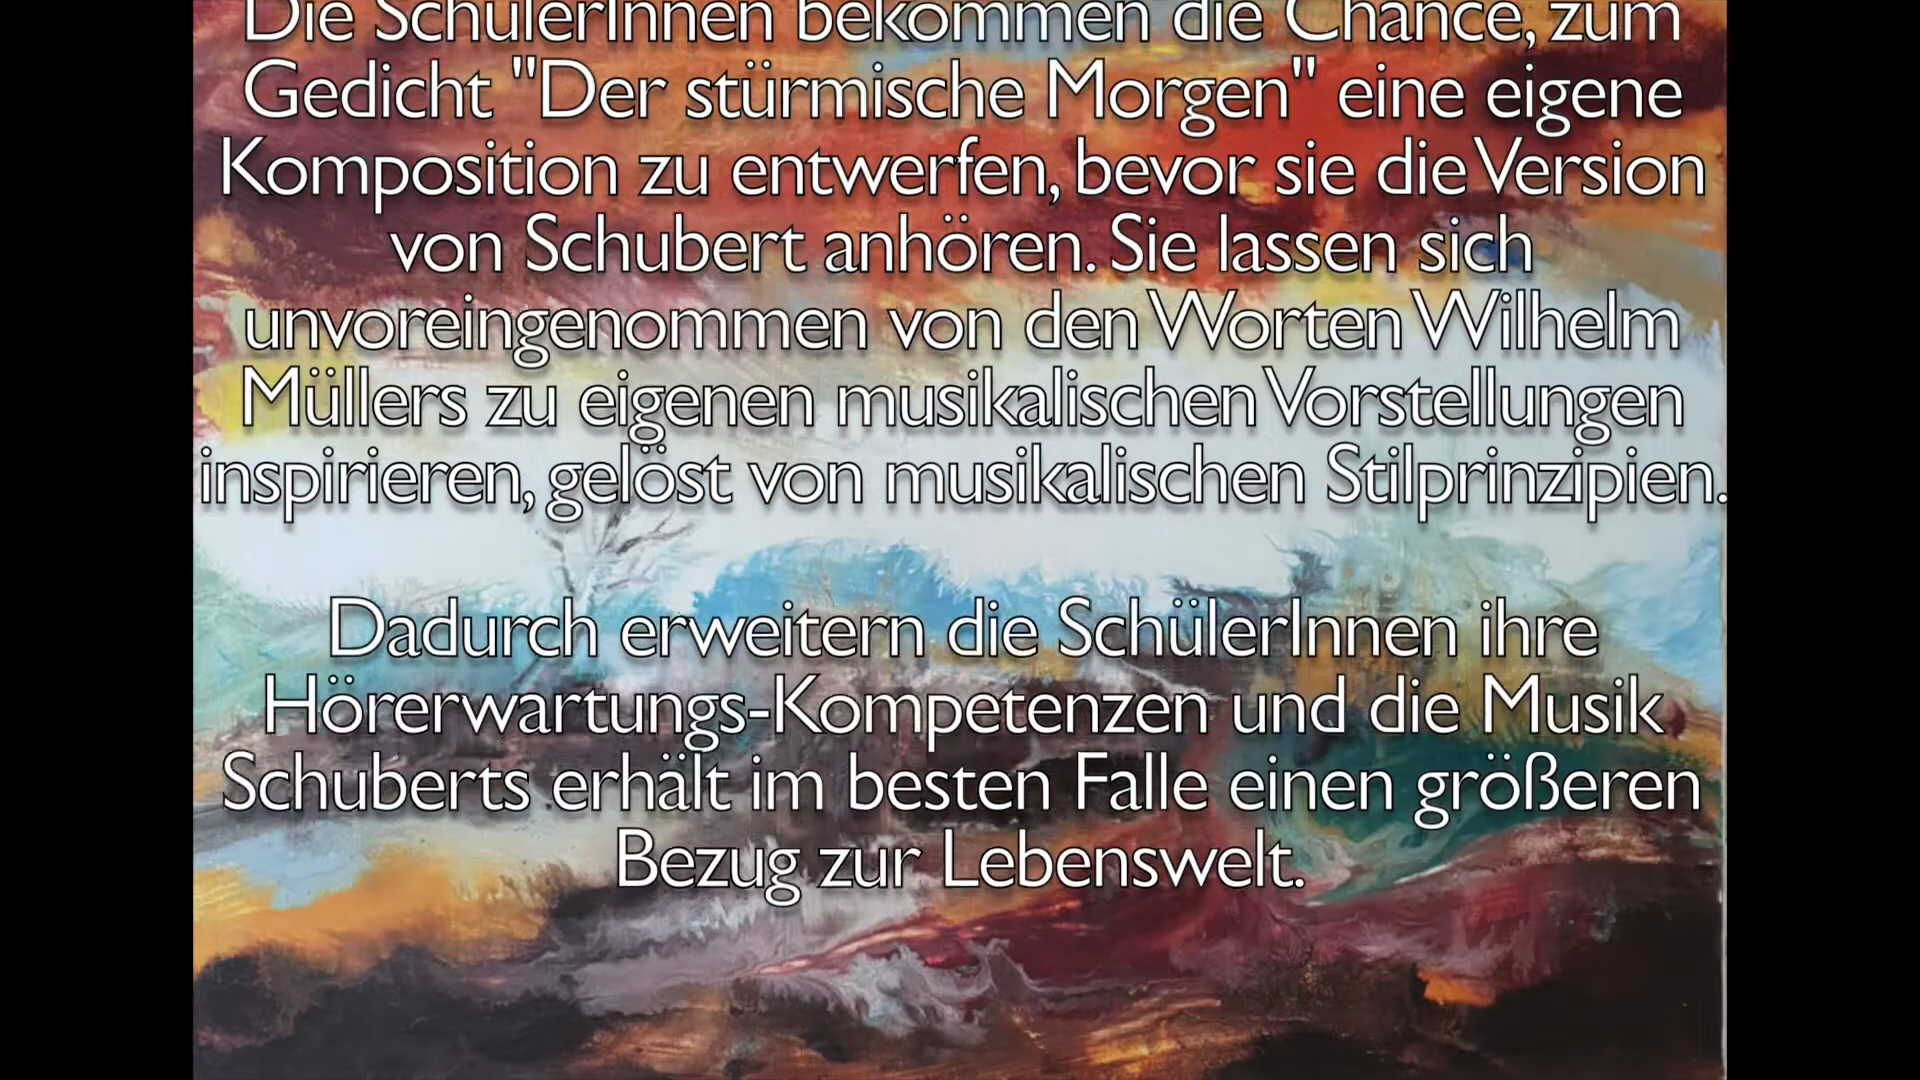 Die SchülerInnen bekommen die Chance, zum
Gedicht "Der stürmische Morgen" eine eigene
Komposition zu entwerfen, bevor sie die Version
von Schubert anhören. Sie lassen sich
unvoreingenommen von den Worten Wilhelm
Müllers zu eigenen musikalischen Vorstellungen
inspirieren, gelöst von musikalischen Stilprinzipien.
Dadurch erweitern die SchülerInnen ihre
Hörerwartungs-Kompetenzen und die Musik
Schuberts erhält im besten Falle einen größeren
Bezug zur Lebenswelt.